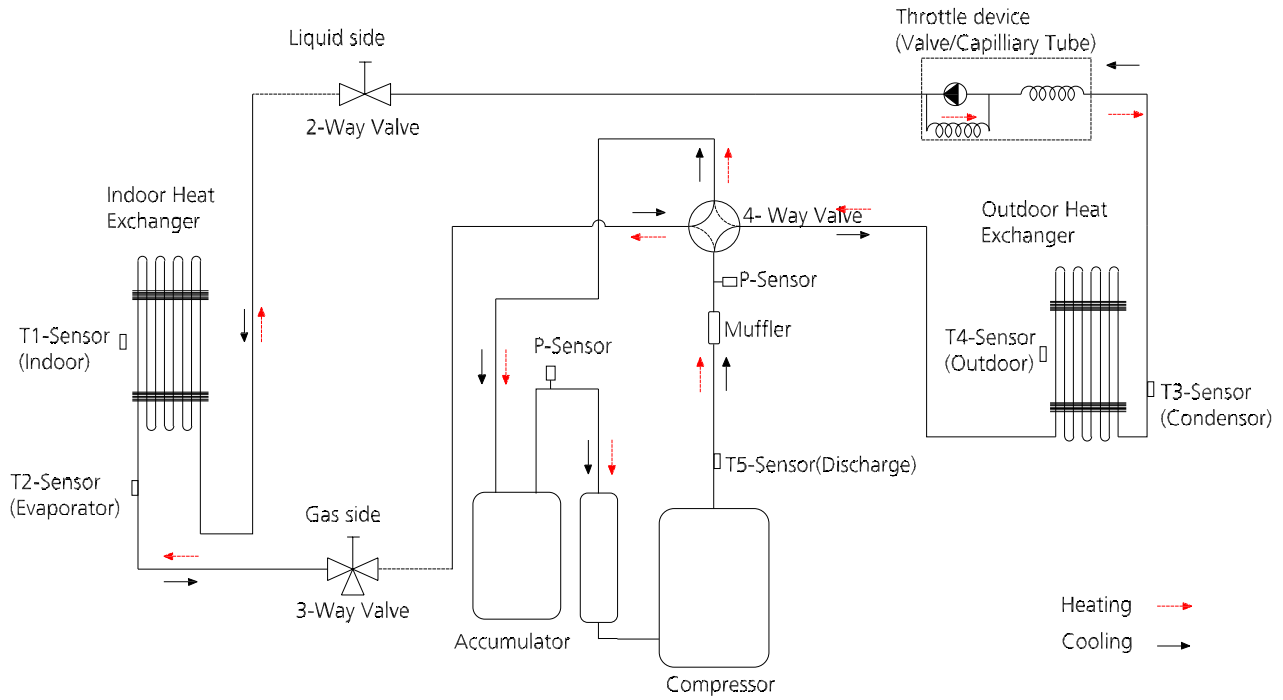 Throttle device
(Valve/Capilliary Tube)
Liquid side
2-Way Valve
Indoor Heat
Exchanger
4- Way Valve
Outdoor Heat
Exchanger
P-Sensor
Muffler
T1-Sensor
(Indoor)
P-Sensor
T4-Sensor
(Outdoor)
T3-Sensor
(Condensor)
T5-Sensor(Discharge)
T2-Sensor
(Evaporator)
Gas side
3-Way Valve
Accumulator
Compressor
Heating
Cooling